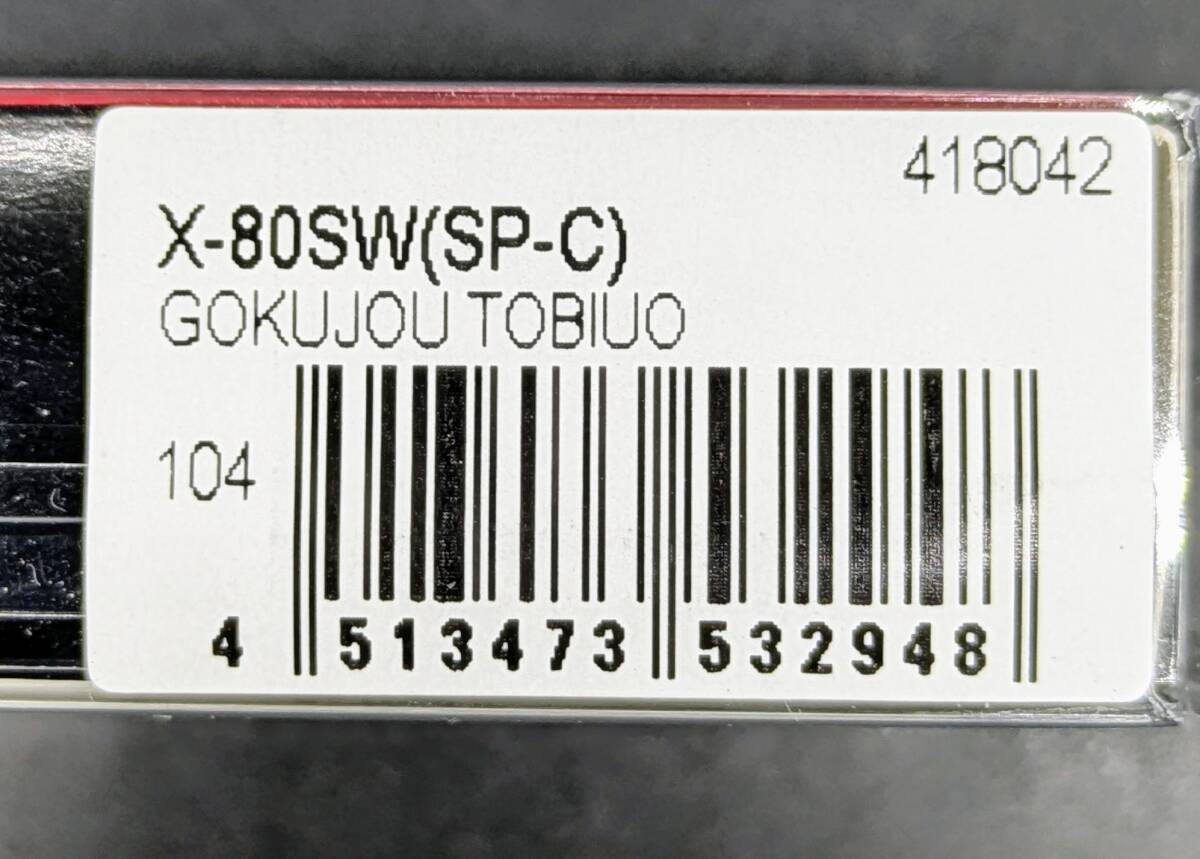 418042
X-80SW(SP-C)
GOKUJOU TOBIUO
104
4 513473 532948